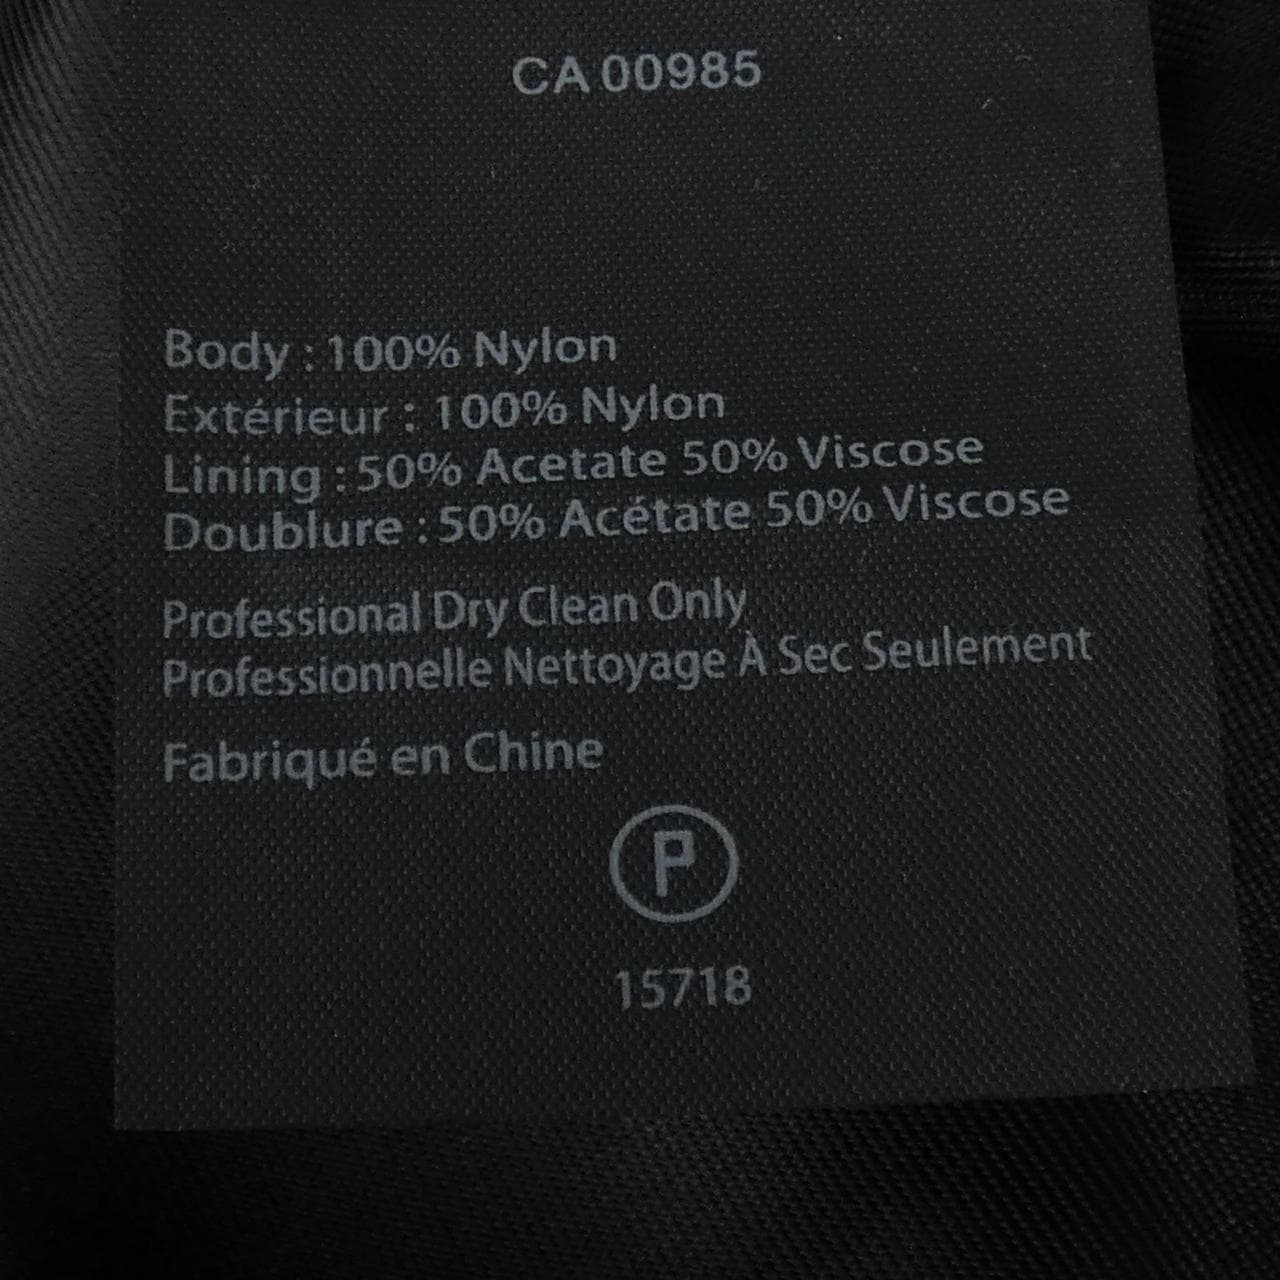 CA 00985
Body : 100% Nylon
Extérieur : 100% Nylon
Lining : 50% Acetate 50% Viscose
Doublure : 50% Acétate 50% Viscose
Professional Dry Clean Only
Professionnelle Nettoyage À Sec Seulement
Fabriqué en Chine
P
15718